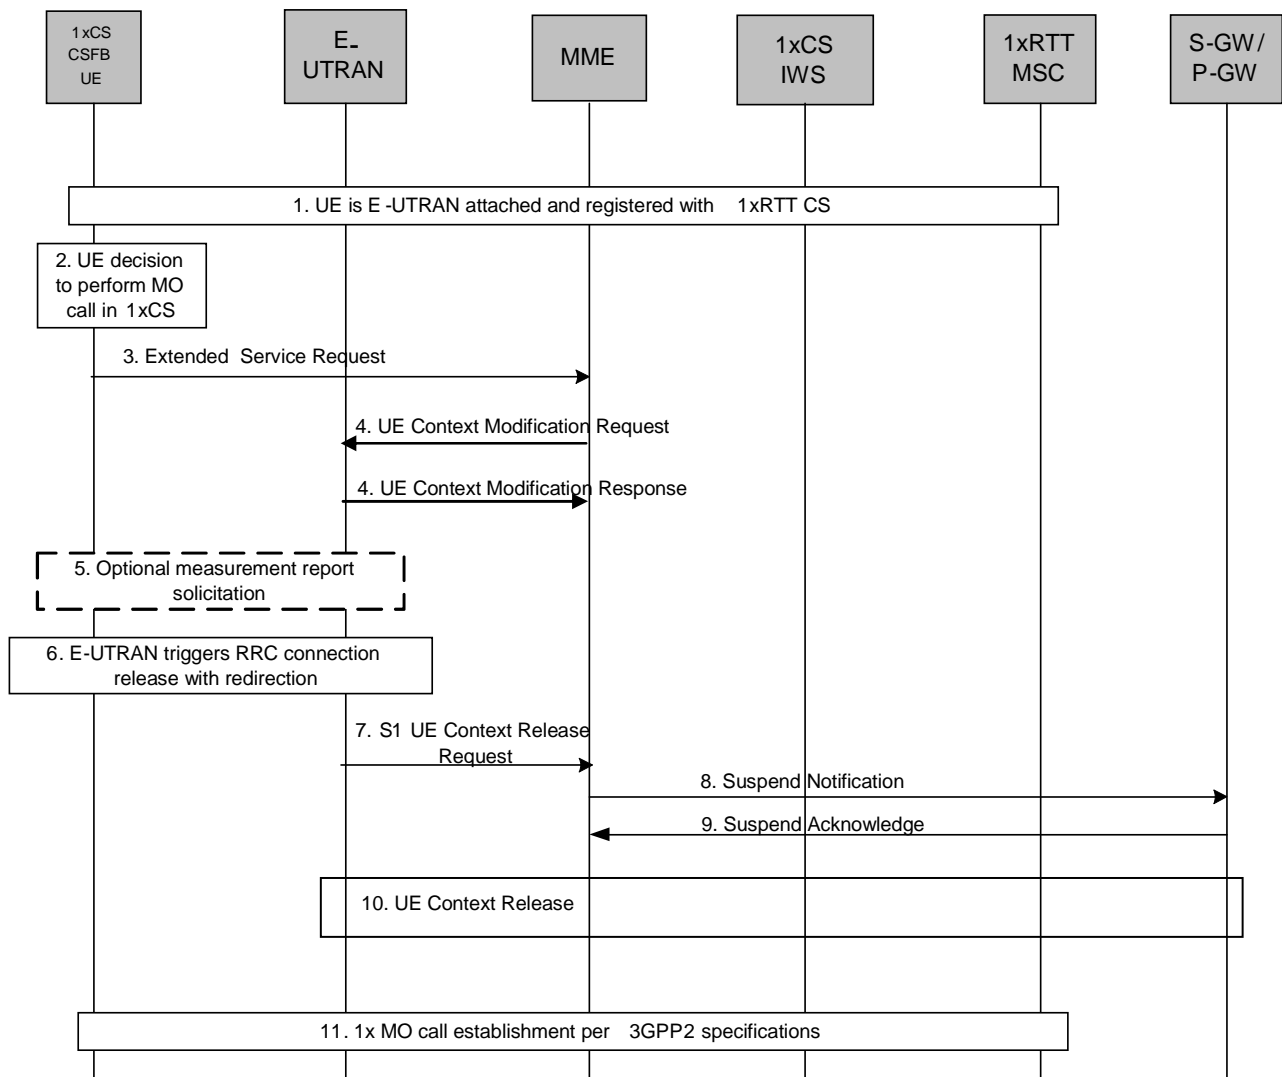 1xCS
CSFB
UE
E-
UTRAN
MME
1xCS
IWS
1xRTT
MSC
S-GW/
P-GW
1. UE is E-UTRAN attached and registered with 1xRTT CS
2. UE decision
to perform MO
call in 1xCS
3. Extended Service Request
4. UE Context Modification Request
4. UE Context Modification Response
5. Optional measurement report
solicitation
6. E-UTRAN triggers RRC connection
release with redirection
7. S1 UE Context Release
Request
8. Suspend Notification
9. Suspend Acknowledge
10. UE Context Release
11. 1x MO call establishment per 3GPP2 specifications